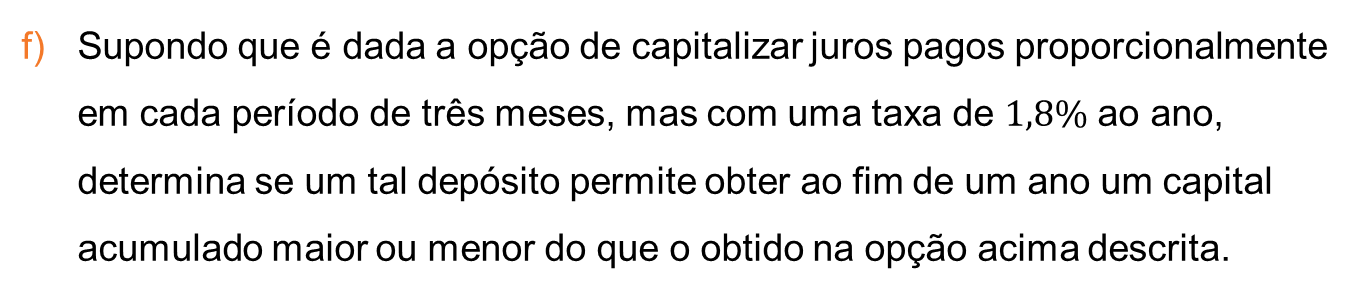 f) Supondo que é dada a opção de capitalizar juros pagos proporcionalmente
em cada período de três meses, mas com uma taxa de 1,8% ao ano,
determina se um tal depósito permite obter ao fim de um ano um capital
acumulado maior ou menor do que o obtido na opção acima descrita.